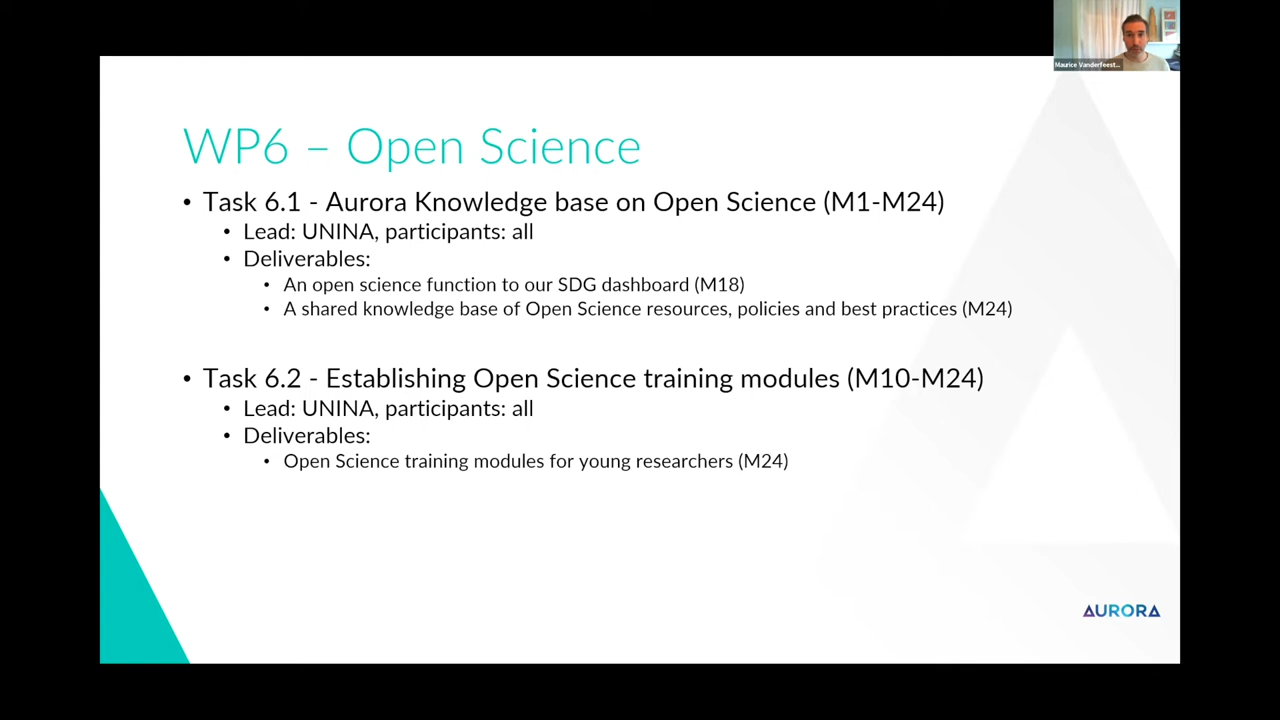 Maurice Vanderfeest...
WP6 – Open Science
• Task 6.1 - Aurora Knowledge base on Open Science (M1-M24)
• Lead: UNINA, participants: all
• Deliverables:
• An open science function to our SDG dashboard (M18)
• A shared knowledge base of Open Science resources, policies and best practices (M24)
• Task 6.2 - Establishing Open Science training modules (M10-M24)
• Lead: UNINA, participants: all
• Deliverables:
• Open Science training modules for young researchers (M24)
AURORA